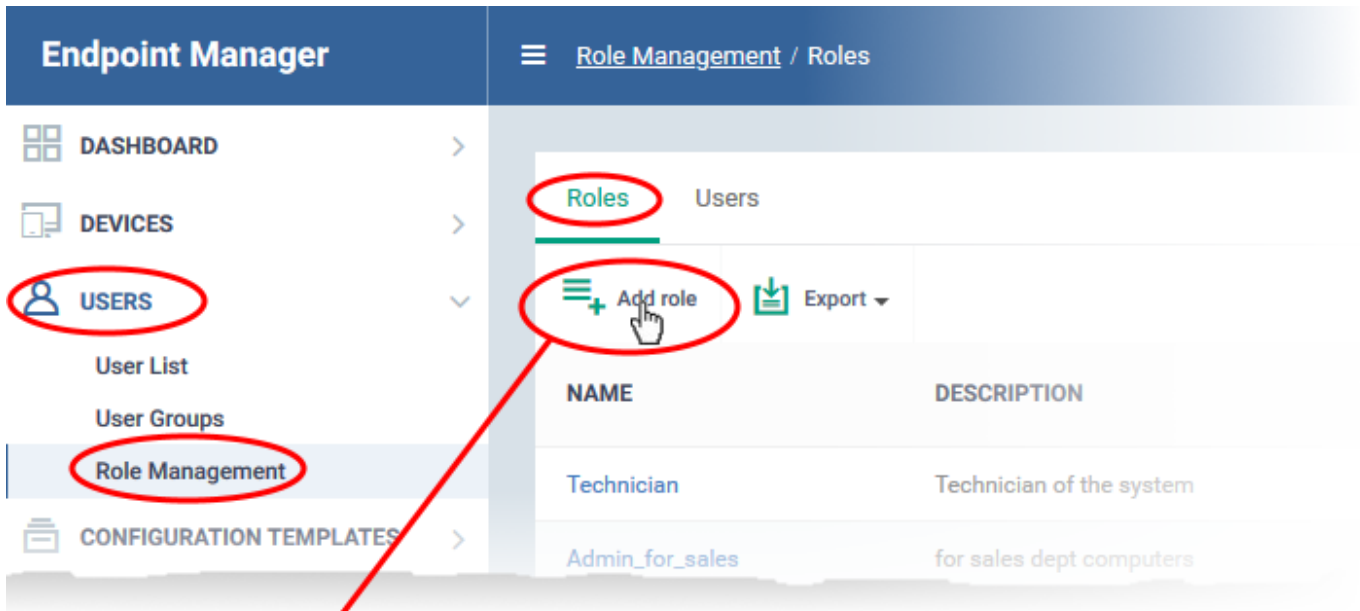 Endpoint Manager
Role Management / Roles
DASHBOARD
DEVICES
USERS
User List
User Groups
Role Management
CONFIGURATION TEMPLATES
Roles Users
Add role Export
NAME DESCRIPTION
Technician Technician of the system
Admin_for_sales for sales dept computers